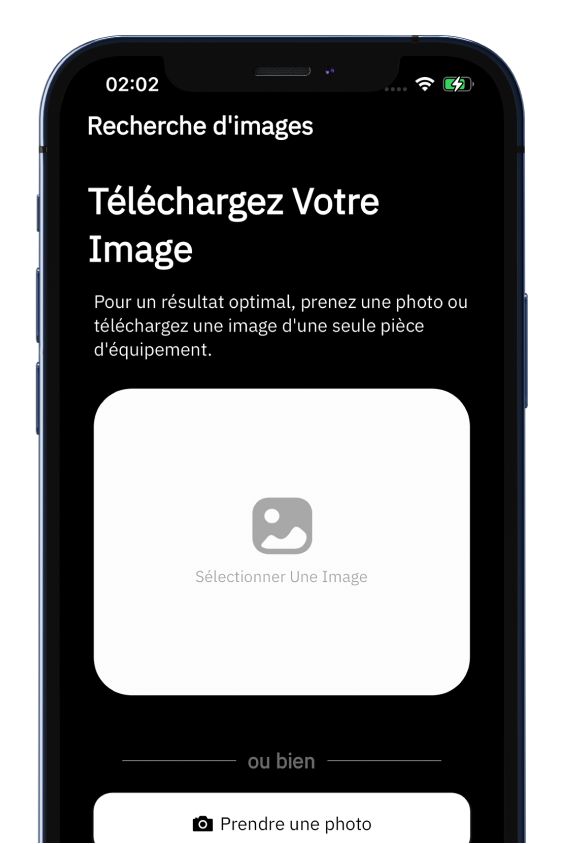 02:02
Recherche d'images
Téléchargez Votre
Image
Pour un résultat optimal, prenez une photo ou
téléchargez une image d'une seule pièce
d'équipement.
Sélectionner Une Image
ou bien
Prendre une photo